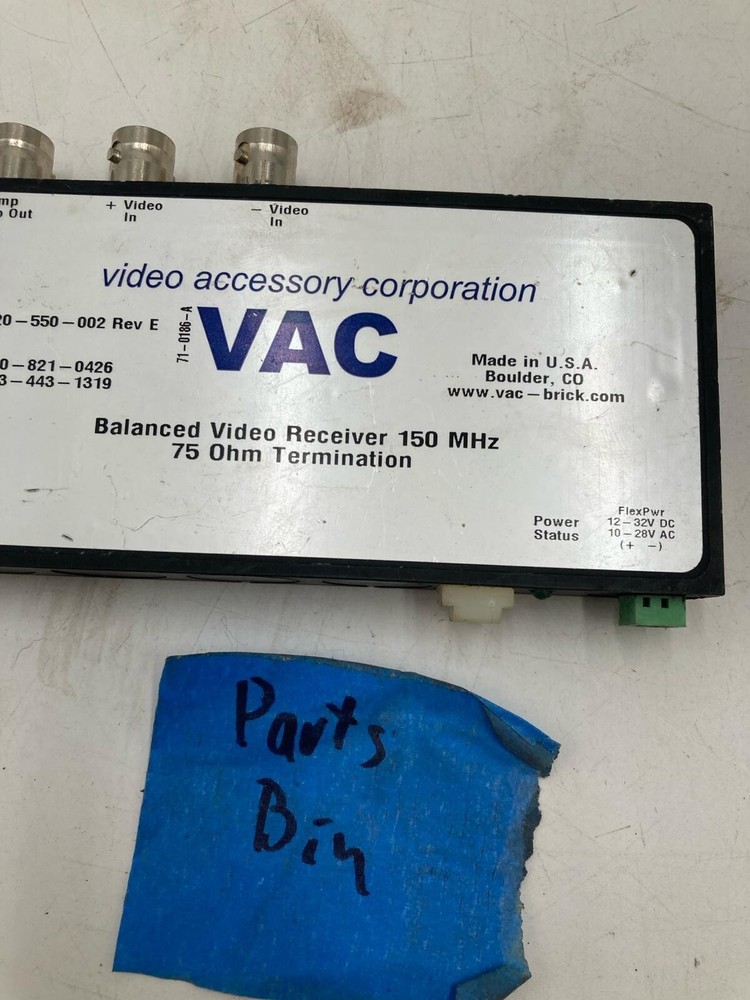 mp
o Out
+ Video
In
− Video
In
video accessory corporation
20−550−002 Rev E
71-0186-A
VAC
0−821−0426
3−443−1319
Made in U.S.A.
Boulder, CO
www.vac−brick.com
Balanced Video Receiver 150 MHz
75 Ohm Termination
Power
Status
FlexPwr
12−32V DC
10−28V AC
(+ −)
Parts
Bin